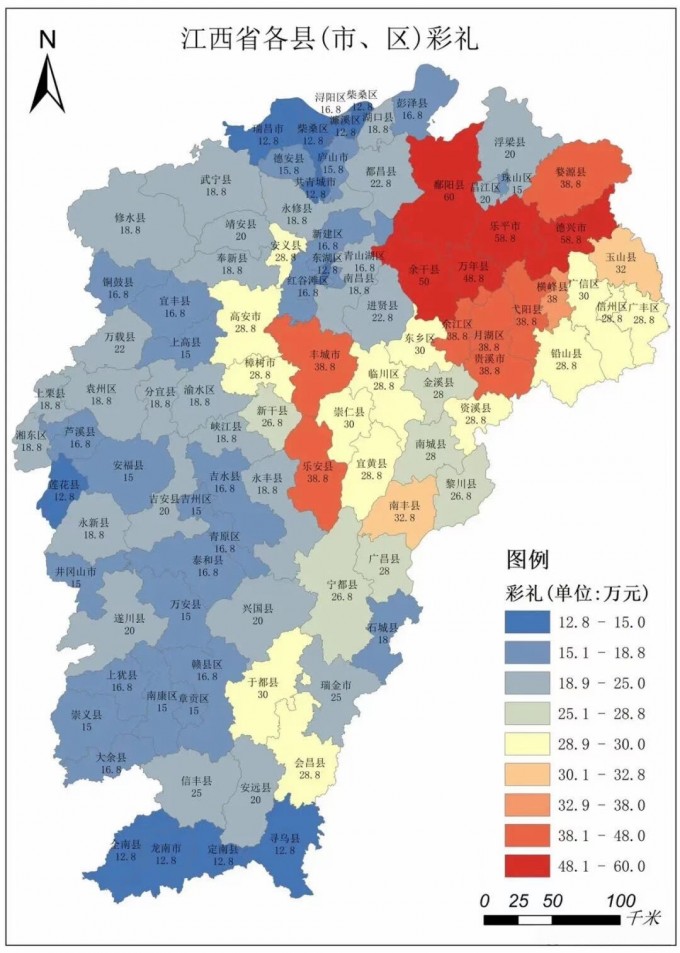 江西省各县(市、区)彩礼
N
浔阳区
16.8
柴桑区
12.8
彭泽县
16.8
瑞昌市
12.8
柴桑区
12.8
濂溪区
12.8
湖口县
18.8
德安县
15.8
庐山市
15.8
共青城市
12.8
都昌县
22.8
鄱阳县
60
浮梁县
20
珠山区
15
昌江区
20
婺源县
38.8
武宁县
18.8
修水县
18.8
永修县
18.8
靖安县
20
安义县
28.8
新建区
16.8
奉新县
18.8
东湖区
12.8
青山湖区
16.8
红谷滩区
16.8
南昌县
18.8
乐平市
58.8
德兴市
58.8
万年县
48.8
余干县
50
玉山县
32
横峰县
38
广信区
30
信州区
28.8
广丰区
28.8
弋阳县
38.8
铜鼓县
16.8
宜丰县
16.8
高安市
28.8
进贤县
22.8
余江区
38.8
月湖区
38.8
贵溪市
38.8
铅山县
28.8
万载县
22
上高县
15
樟树市
28.8
丰城市
38.8
东乡区
30
临川区
28.8
金溪县
28
资溪县
28.8
上栗县
18.8
袁州区
18.8
分宜县
18.8
渝水区
18.8
新干县
26.8
崇仁县
30
湘东区
18.8
芦溪县
16.8
峡江县
18.8
南城县
28
安福县
15
吉水县
16.8
永丰县
18.8
乐安县
38.8
宜黄县
28.8
黎川县
26.8
莲花县
12.8
吉安县
20
吉州区
15
南丰县
32.8
永新县
18.8
青原区
16.8
泰和县
16.8
广昌县
28
井冈山市
15
宁都县
26.8
遂川县
20
万安县
15
兴国县
20
石城县
18
上犹县
16.8
赣县区
16.8
于都县
30
瑞金市
25
崇义县
15
南康区
15
章贡区
15
大余县
16.8
会昌县
28.8
信丰县
25
安远县
20
全南县
12.8
龙南市
12.8
定南县
12.8
寻乌县
12.8
图例
彩礼(单位:万元)
12.8 - 15.0
15.1 - 18.8
18.9 - 25.0
25.1 - 28.8
28.9 - 30.0
30.1 - 32.8
32.9 - 38.0
38.1 - 48.0
48.1 - 60.0
0 25 50 100
千米